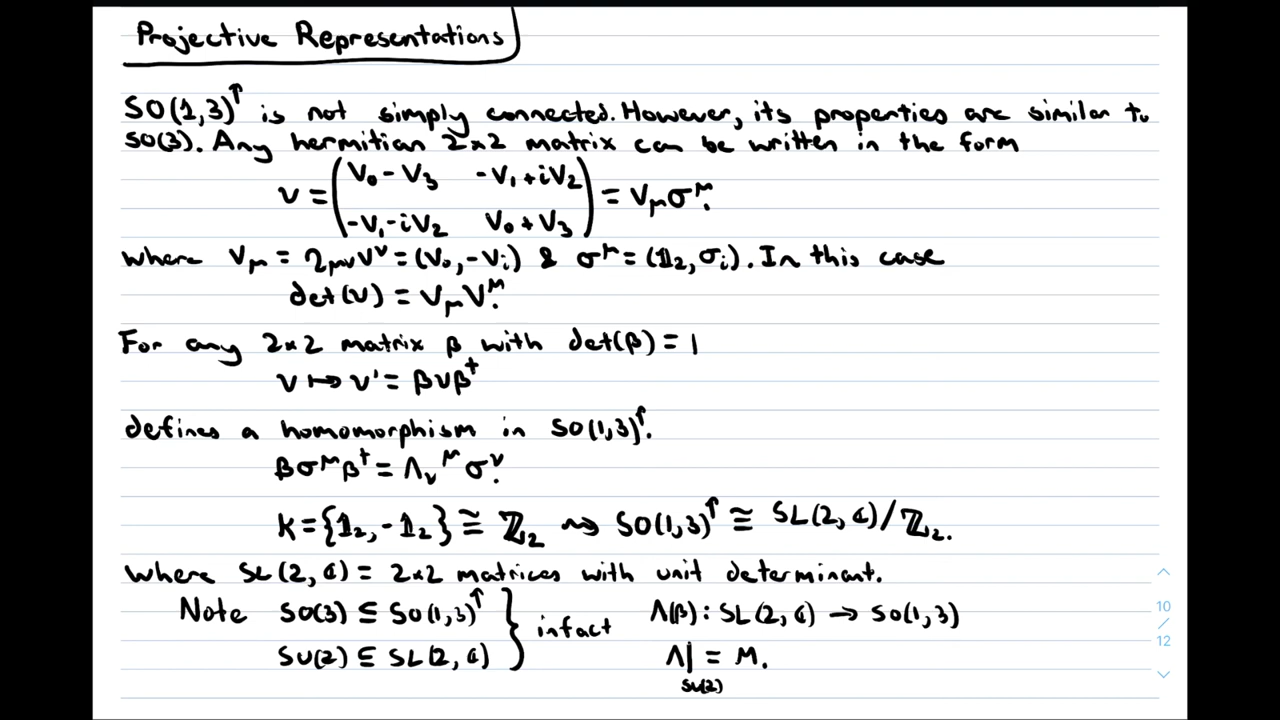 Projective Representations
SO(1,3)↑ is not simply connected. However, its properties are similar to
SO(3). Any hermitian 2×2 matrix can be written in the form
v = ( V₀ - V₃   -V₁ + iV₂
-V₁ - iV₂   V₀ + V₃ ) = V_μ σ^μ.
where V_μ = η_μν V^ν = (V₀, -Vᵢ) & σ^μ = (𝟙₂, σᵢ). In this case
det(v) = V_μ V^μ.
For any 2×2 matrix β with det(β) = 1
v ↦ v' = βvβ†
defines a homomorphism in SO(1,3)↑.
βσ^μβ† = Λ_ν^μ σ^ν.
K = {𝟙₂, -𝟙₂} ≅ ℤ₂ ⇝ SO(1,3)↑ ≅ SL(2,ℂ)/ℤ₂.
where SL(2,ℂ) = 2×2 matrices with unit determinant.
Note SO(3) ≤ SO(1,3)↑ } infact Λ(β): SL(2,ℂ) → SO(1,3)
SU(2) ≤ SL(2,ℂ) Λ|_SU(2) = M.
10
/
12